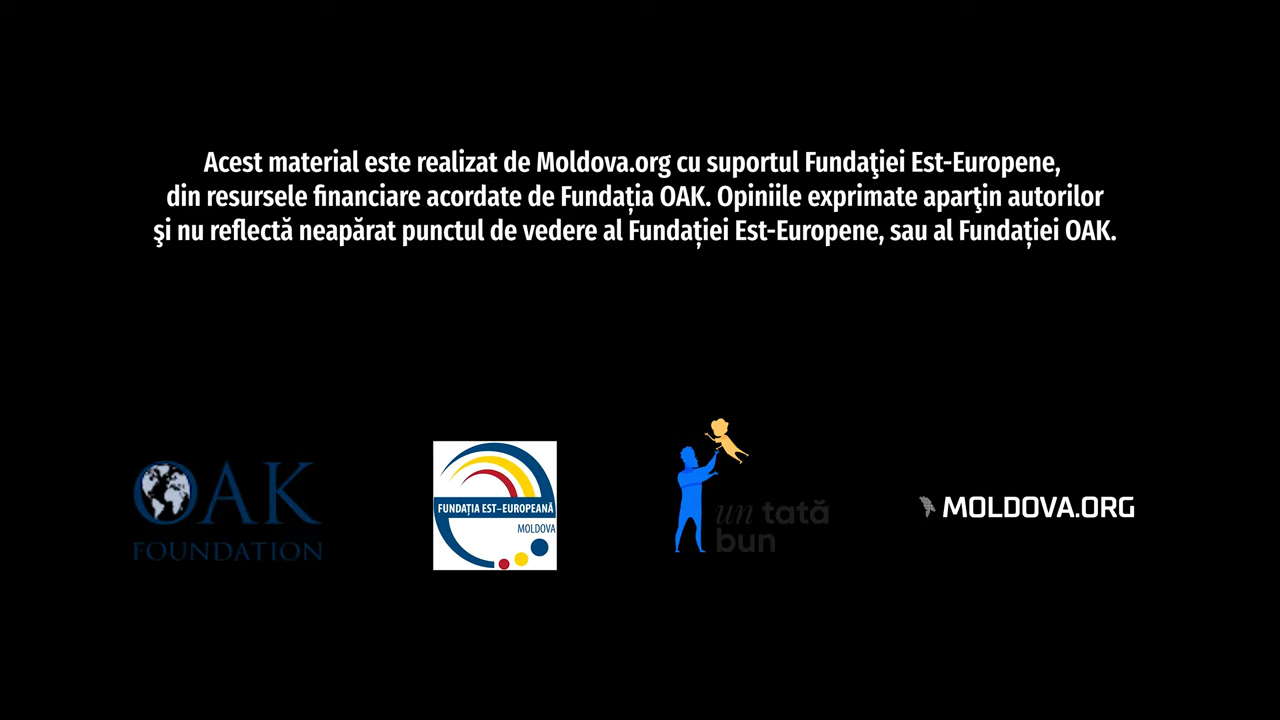 Acest material este realizat de Moldova.org cu suportul Fundaţiei Est-Europene,
din resursele financiare acordate de Fundația OAK. Opiniile exprimate aparţin autorilor
şi nu reflectă neapărat punctul de vedere al Fundației Est-Europene, sau al Fundației OAK.
OAK
FOUNDATION
FUNDAȚIA EST-EUROPEANĂ
MOLDOVA
un tată
bun
MOLDOVA.ORG